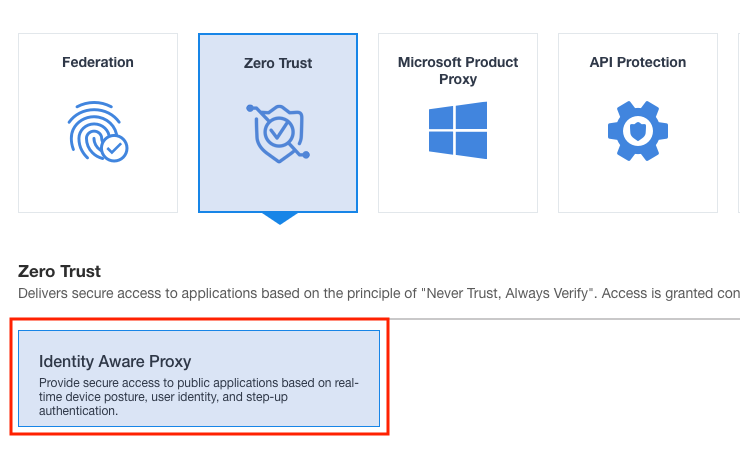 Federation
Zero Trust
Microsoft Product
Proxy
API Protection
Zero Trust
Delivers secure access to applications based on the principle of "Never Trust, Always Verify". Access is granted
Identity Aware Proxy
Provide secure access to public applications based on real-
time device posture, user identity, and step-up
authentication.